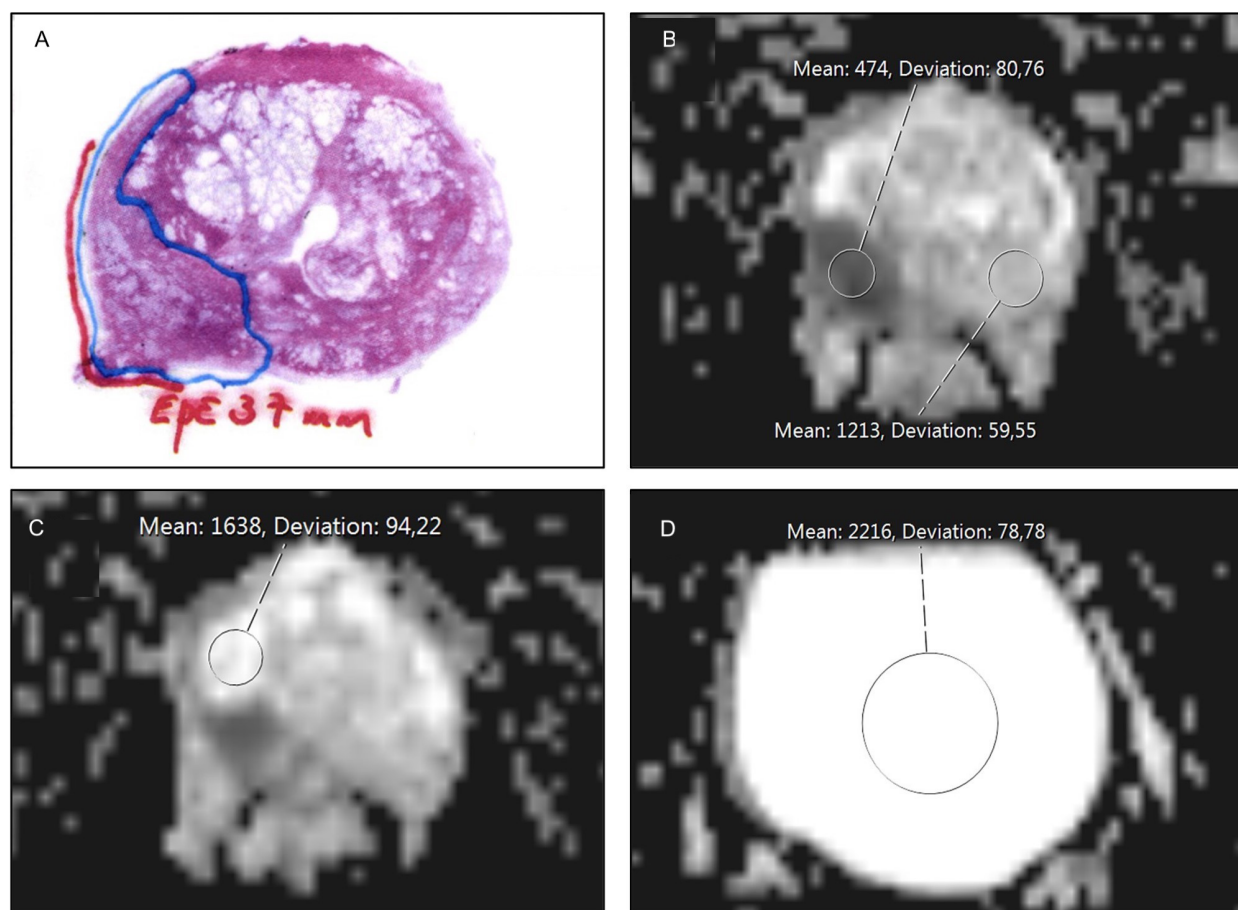 A
EpE 37 mm
B
Mean: 474, Deviation: 80,76
Mean: 1213, Deviation: 59,55
C
Mean: 1638, Deviation: 94,22
D
Mean: 2216, Deviation: 78,78